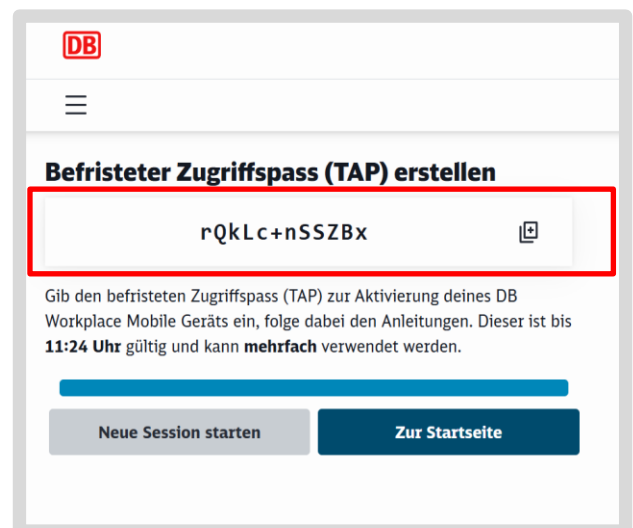 DB
Befristeter Zugriffspass (TAP) erstellen
rQkLc+nSSZBx
Gib den befristeten Zugriffspass (TAP) zur Aktivierung deines DB
Workplace Mobile Geräts ein, folge dabei den Anleitungen. Dieser ist bis
11:24 Uhr gültig und kann mehrfach verwendet werden.
Neue Session starten
Zur Startseite